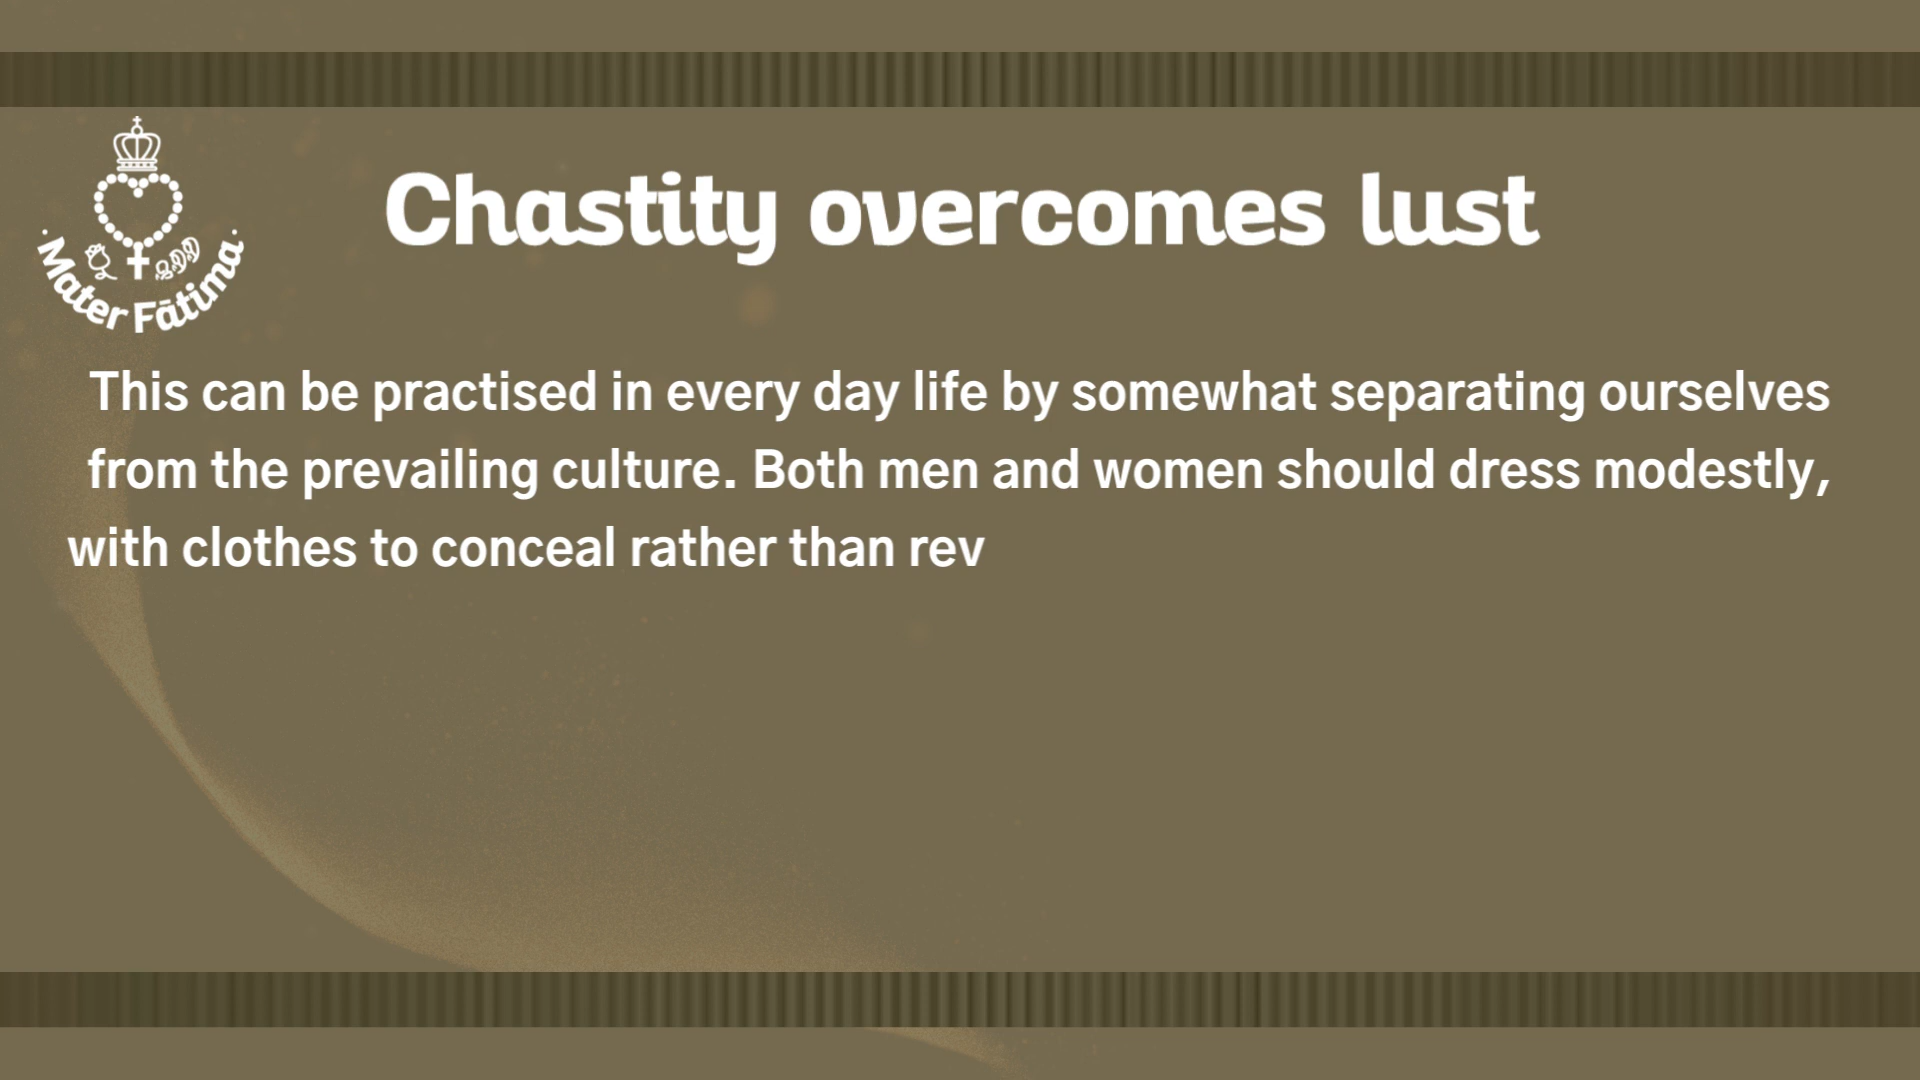 Mater Fātima
Chastity overcomes lust
This can be practised in every day life by somewhat separating ourselves
from the prevailing culture. Both men and women should dress modestly,
with clothes to conceal rather than rev